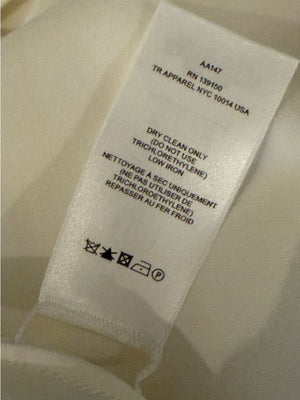 AA147
RN 139150
TR APPAREL NYC 10014 USA
DRY CLEAN ONLY
(DO NOT USE
TRICHLORETHYLENE)
LOW IRON
NETTOYAGE A SEC UNIQUEMENT
(NE PAS UTILISER DE
TRICHLOROETHYLENE)
REPASSER AU FER FROID
P